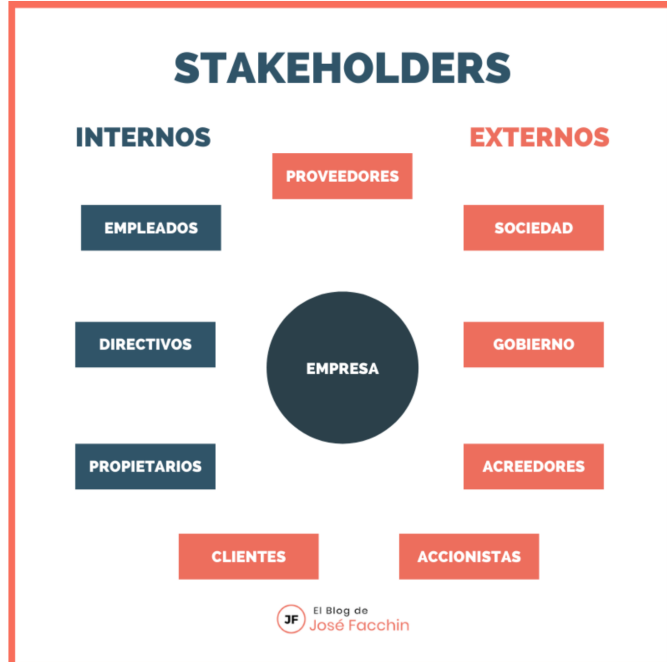 STAKEHOLDERS
INTERNOS
EXTERNOS
PROVEEDORES
EMPLEADOS
SOCIEDAD
DIRECTIVOS
EMPRESA
GOBIERNO
PROPIETARIOS
ACREEDORES
CLIENTES
ACCIONISTAS
JF
El Blog de
José Facchin